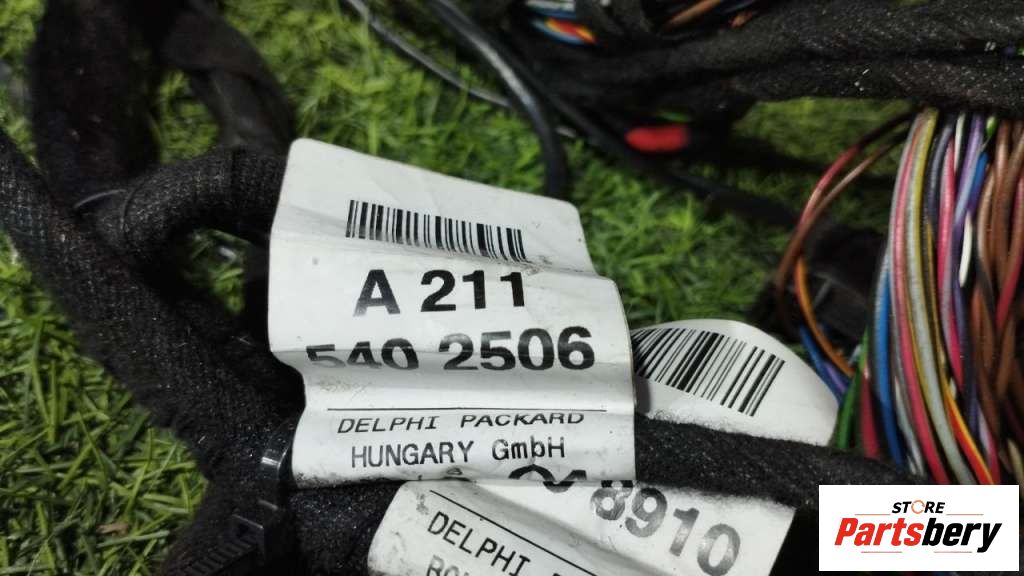 A 211
540 2506
DELPHI PACKARD
HUNGARY GmbH
8910
DELPHI
STORE
Partsbery